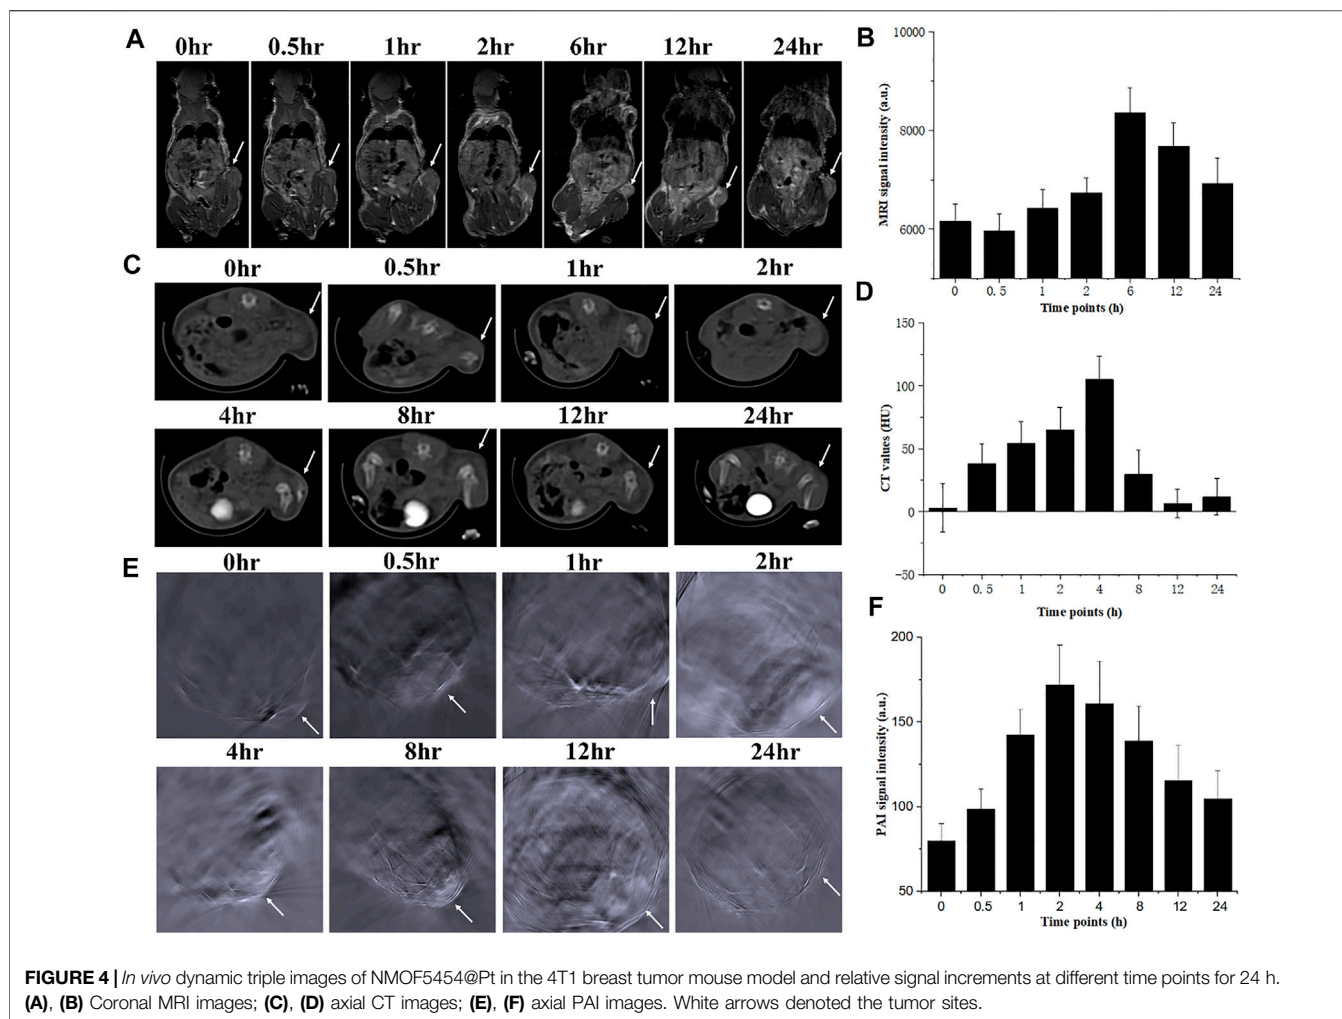 A
0hr 0.5hr 1hr 2hr 6hr 12hr 24hr
B
10000
8000
6000
MRI signal intensity (a.u.)
0 0.5 1 2 6 12 24
Time points (h)
C
0hr 0.5hr 1hr 2hr
4hr 8hr 12hr 24hr
D
150
100
50
0
-50
CT values (HU)
0 0.5 1 2 4 8 12 24
Time points (h)
E
0hr 0.5hr 1hr 2hr
4hr 8hr 12hr 24hr
F
200
150
100
50
PAI signal intensity (a.u.)
0 0.5 1 2 4 8 12 24
Time points (h)
FIGURE 4 | In vivo dynamic triple images of NMOF5454@Pt in the 4T1 breast tumor mouse model and relative signal increments at different time points for 24 h.
(A), (B) Coronal MRI images; (C), (D) axial CT images; (E), (F) axial PAI images. White arrows denoted the tumor sites.